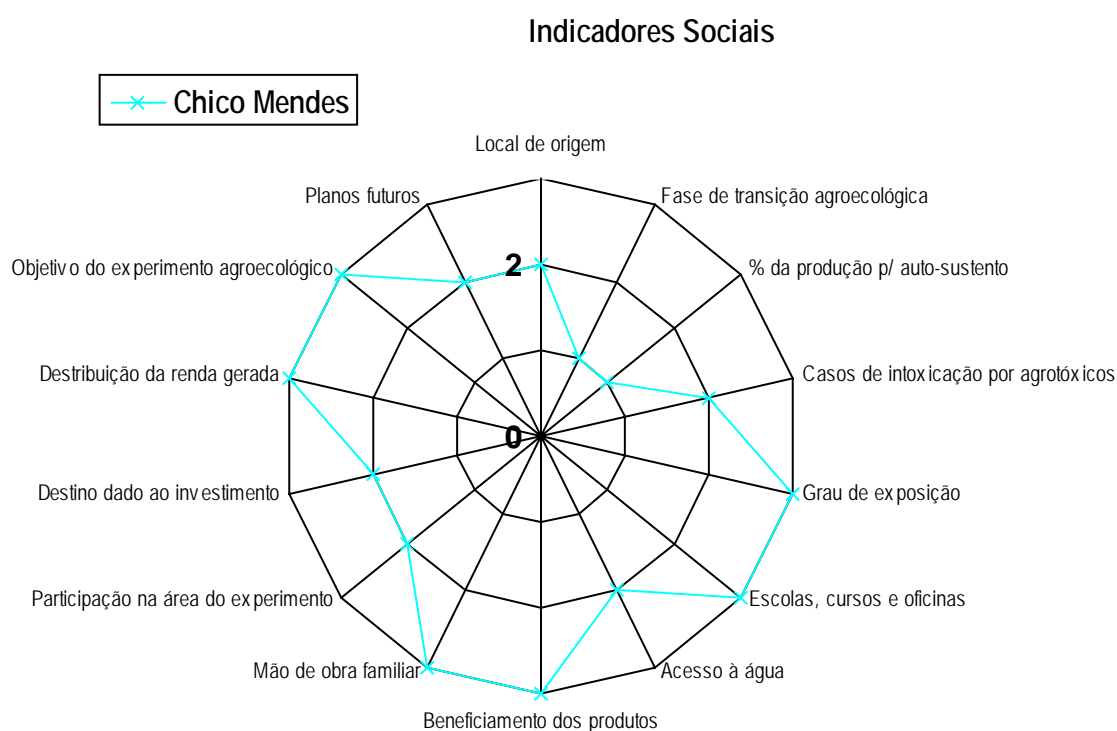 Indicadores Sociais
Chico Mendes
Local de origem
Planos futuros
Fase de transição agroecológica
Objetivo do experimento agroecológico
2
% da produção p/ auto-sustento
Destribuição da renda gerada
Casos de intoxicação por agrotóxicos
0
Destino dado ao investimento
Grau de exposição
Participação na área do experimento
Escolas, cursos e oficinas
Mão de obra familiar
Acesso à água
Beneficiamento dos produtos